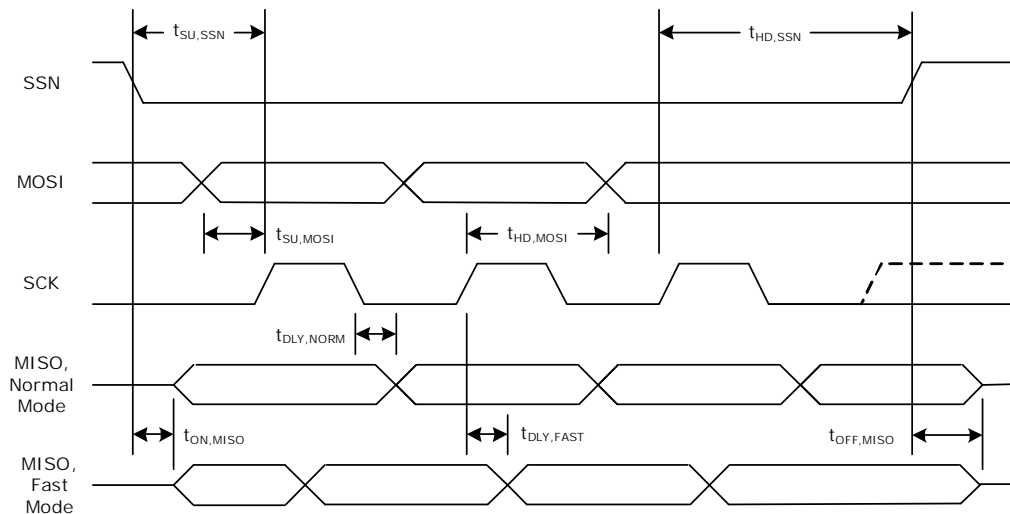 tSU,SSN
tHD,SSN
SSN
MOSI
tSU,MOSI
tHD,MOSI
SCK
tDLY,NORM
MISO,
Normal
Mode
tON,MISO
tDLY,FAST
tOFF,MISO
MISO,
Fast
Mode